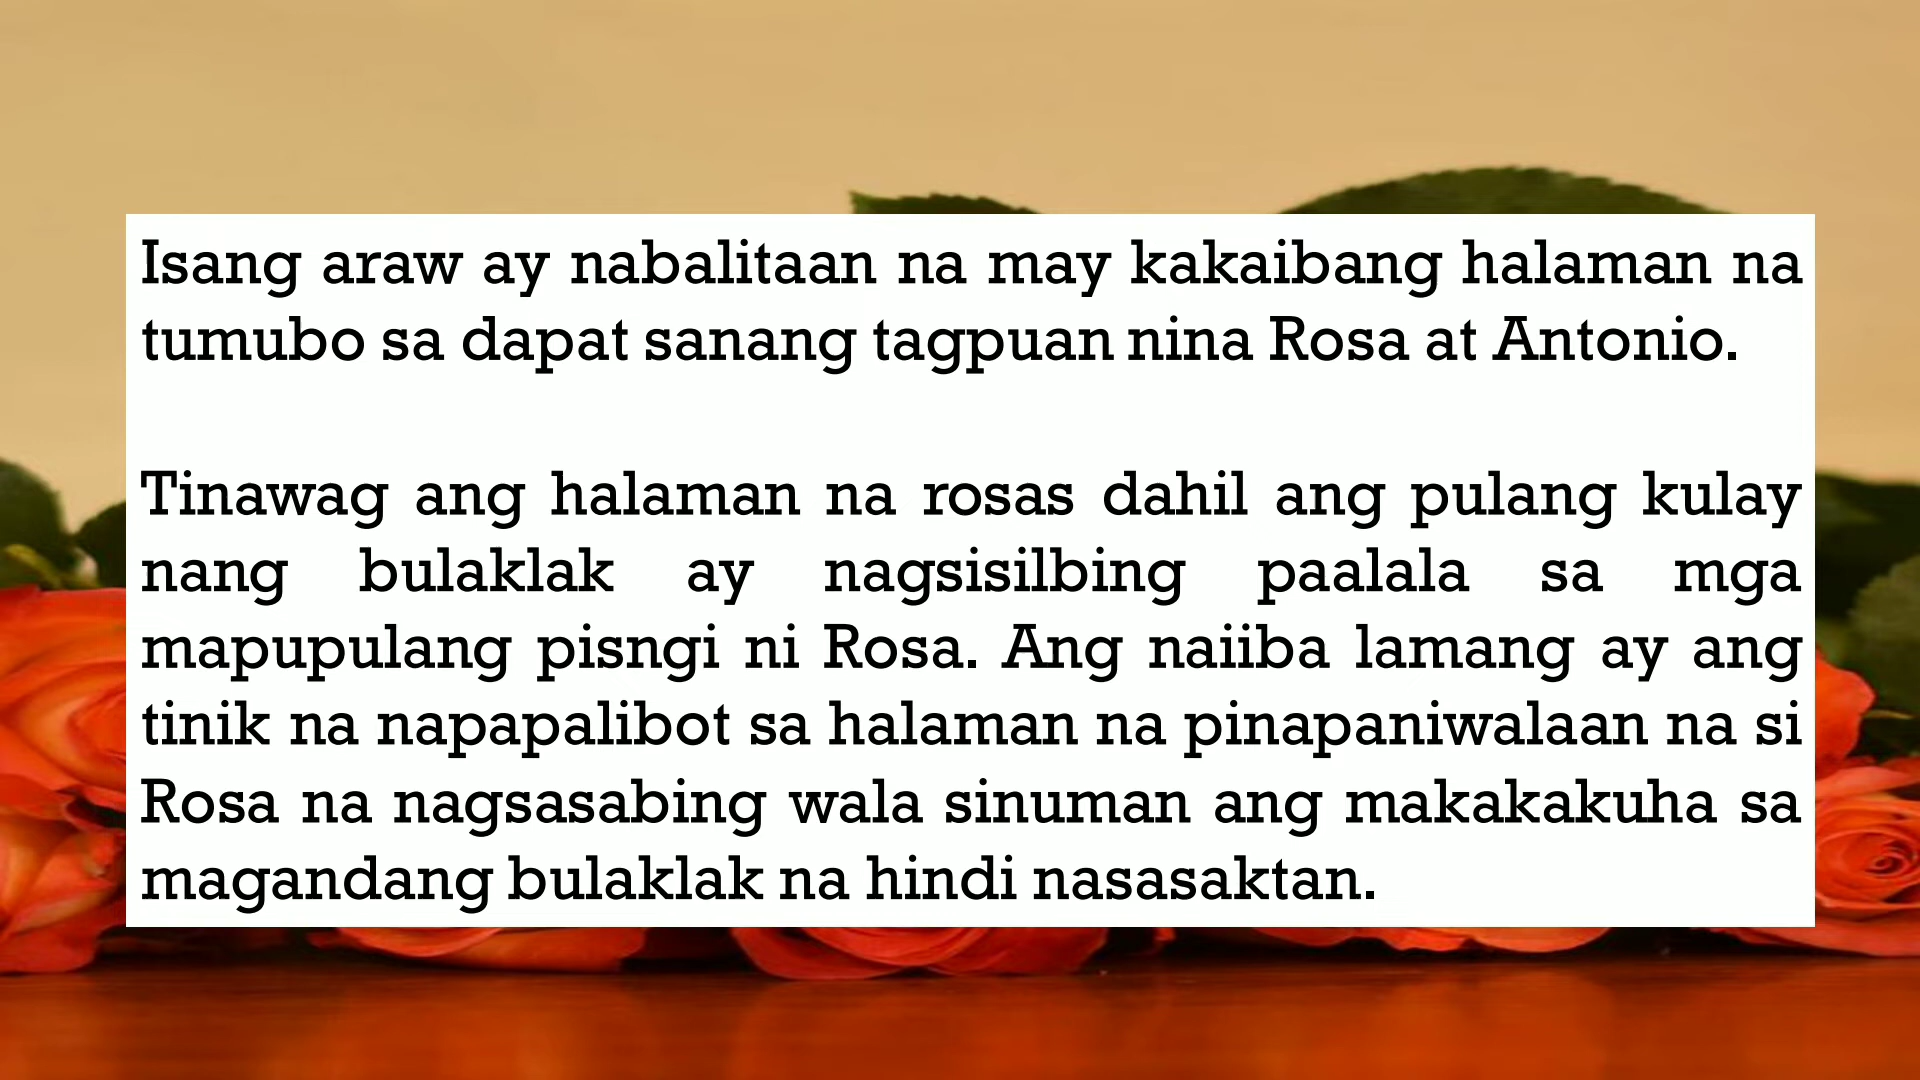 Isang araw ay nabalitaan na may kakaibang halaman na
tumubo sa dapat sanang tagpuan nina Rosa at Antonio.
Tinawag ang halaman na rosas dahil ang pulang kulay
nang bulaklak ay nagsisilbing paalala sa mga
mapupulang pisngi ni Rosa. Ang naiiba lamang ay ang
tinik na napapalibot sa halaman na pinapaniwalaan na si
Rosa na nagsasabing wala sinuman ang makakakuha sa
magandang bulaklak na hindi nasasaktan.